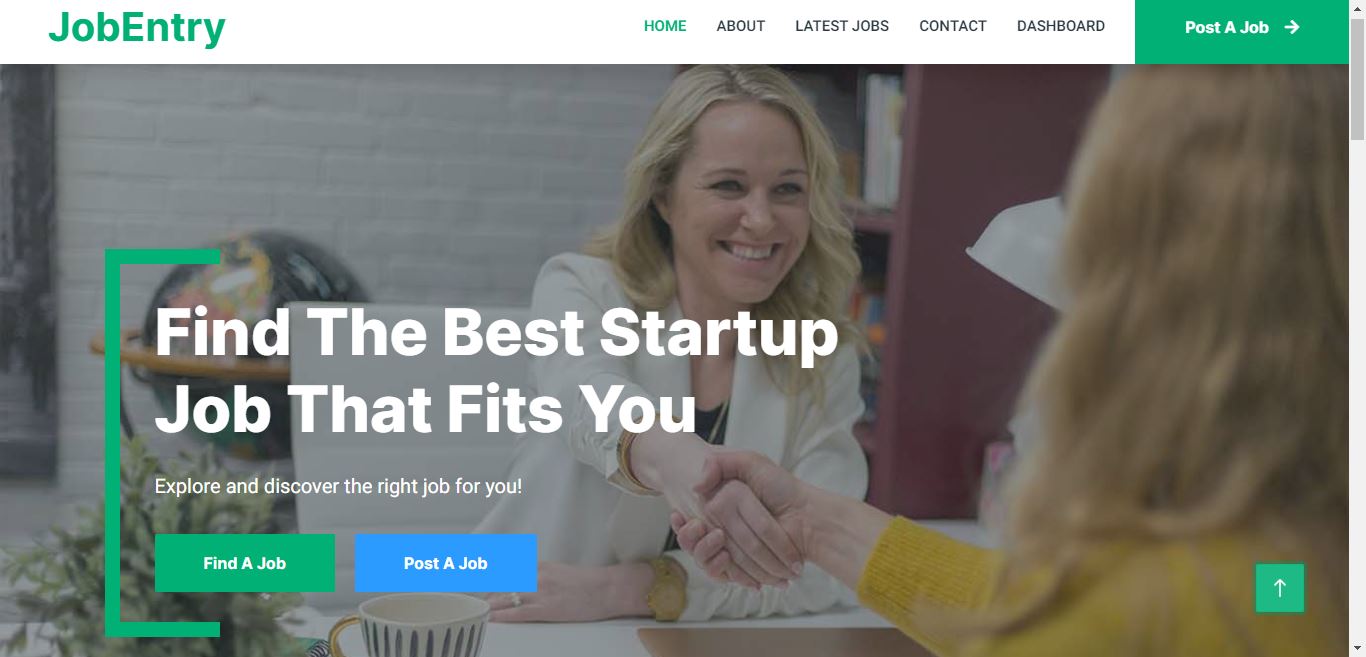 JobEntry
HOME
ABOUT
LATEST JOBS
CONTACT
DASHBOARD
Post A Job
Find The Best Startup
Job That Fits You
Explore and discover the right job for you!
Find A Job
Post A Job